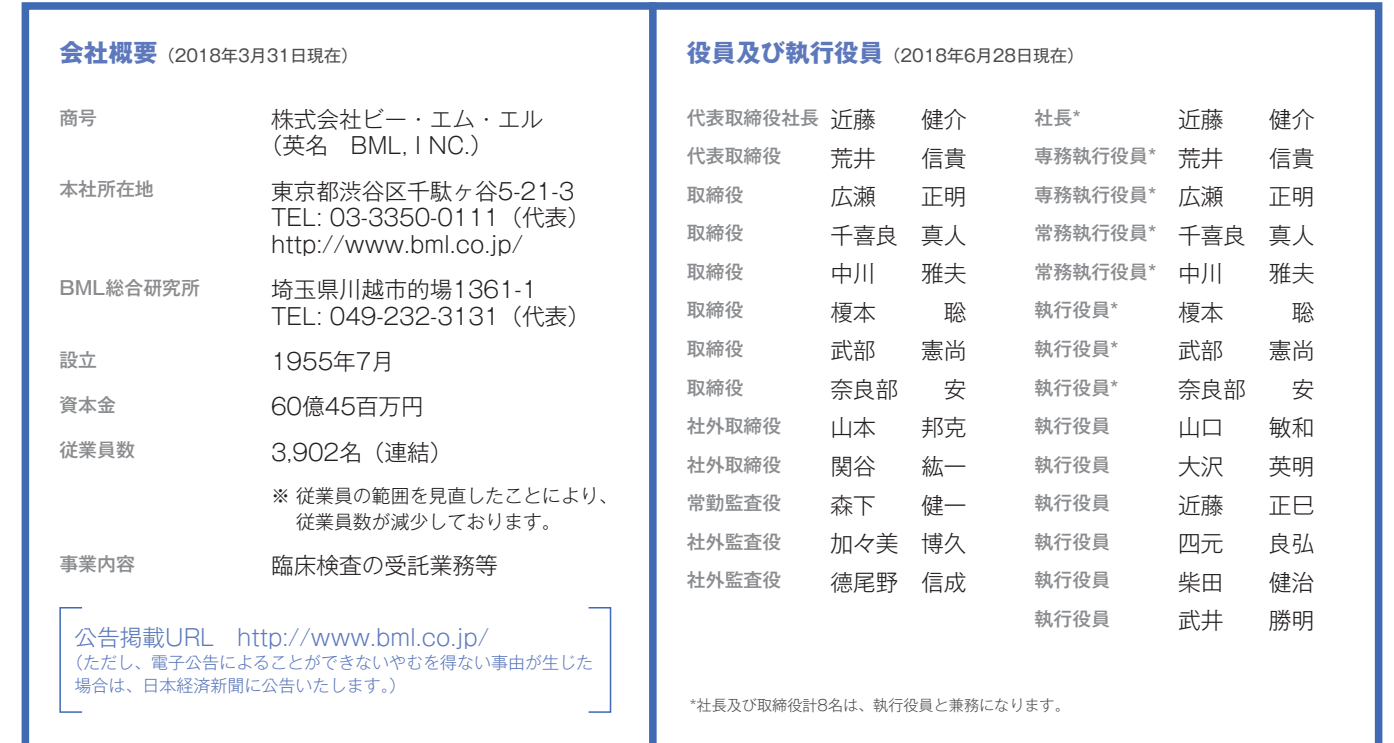 会社概要（2018年3月31日現在）
商号 株式会社ビー・エム・エル
（英名　BML, I NC.）
本社所在地 東京都渋谷区千駄ヶ谷5-21-3
TEL: 03-3350-0111（代表）
http://www.bml.co.jp/
BML総合研究所 埼玉県川越市的場1361-1
TEL: 049-232-3131（代表）
設立 1955年7月
資本金 60億45百万円
従業員数 3,902名（連結）
※ 従業員の範囲を見直したことにより、
従業員数が減少しております。
事業内容 臨床検査の受託業務等
公告掲載URL　http://www.bml.co.jp/
（ただし、電子公告によることができないやむを得ない事由が生じた
場合は、日本経済新聞に公告いたします。）
役員及び執行役員（2018年6月28日現在）
代表取締役社長 近藤　健介 社長* 近藤　健介
代表取締役 荒井　信貴 専務執行役員* 荒井　信貴
取締役 広瀬　正明 専務執行役員* 広瀬　正明
取締役 千喜良　真人 常務執行役員* 千喜良　真人
取締役 中川　雅夫 常務執行役員* 中川　雅夫
取締役 榎本　聡 執行役員* 榎本　聡
取締役 武部　憲尚 執行役員* 武部　憲尚
取締役 奈良部　安 執行役員* 奈良部　安
社外取締役 山本　邦克 執行役員 山口　敏和
社外取締役 関谷　紘一 執行役員 大沢　英明
常勤監査役 森下　健一 執行役員 近藤　正巳
社外監査役 加々美　博久 執行役員 四元　良弘
社外監査役 德尾野　信成 執行役員 柴田　健治
執行役員 武井　勝明
*社長及び取締役計8名は、執行役員と兼務になります。